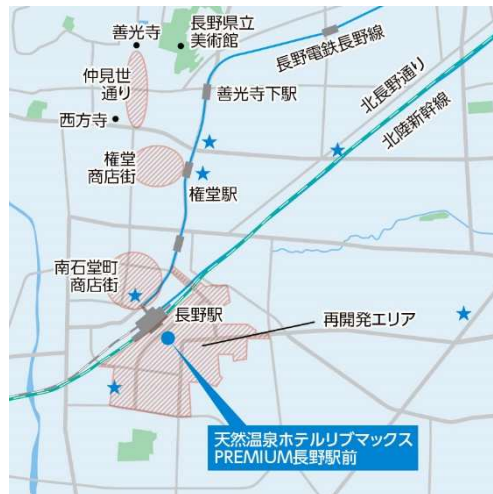 善光寺
長野県立
美術館
長野電鉄長野線
仲見世
通り
善光寺下駅
北長野通り
北陸新幹線
西方寺
権堂
商店街
権堂駅
南石堂町
商店街
長野駅
再開発エリア
天然温泉ホテルリブマックス
PREMIUM長野駅前